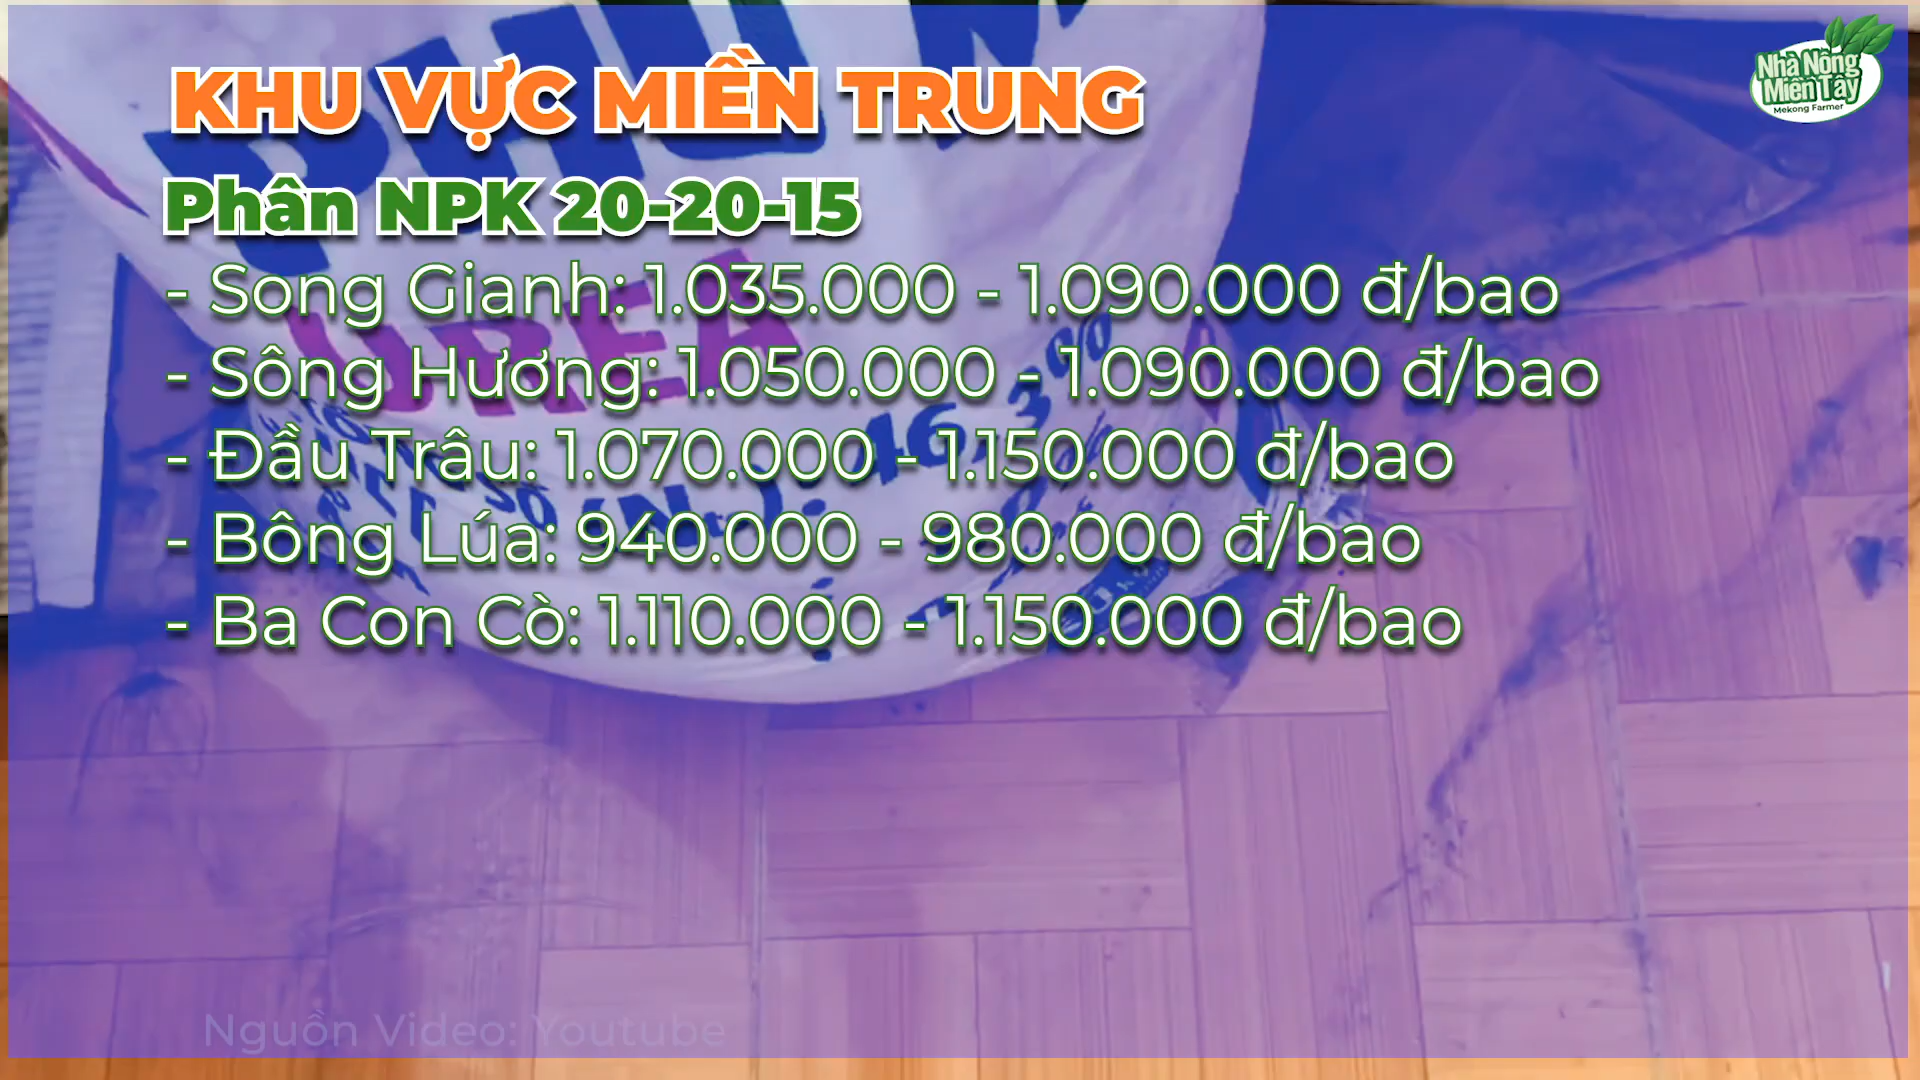 KHU VỰC MIỀN TRUNG
Nhà Nông
Miền Tây
Mekong Farmer
Phân NPK 20-20-15
- Song Gianh: 1.035.000 - 1.090.000 đ/bao
- Sông Hương: 1.050.000 - 1.090.000 đ/bao
- Đầu Trâu: 1.070.000 - 1.150.000 đ/bao
- Bông Lúa: 940.000 - 980.000 đ/bao
- Ba Con Cò: 1.110.000 - 1.150.000 đ/bao
PHÚ M
UREA
Nguồn Video: Youtube